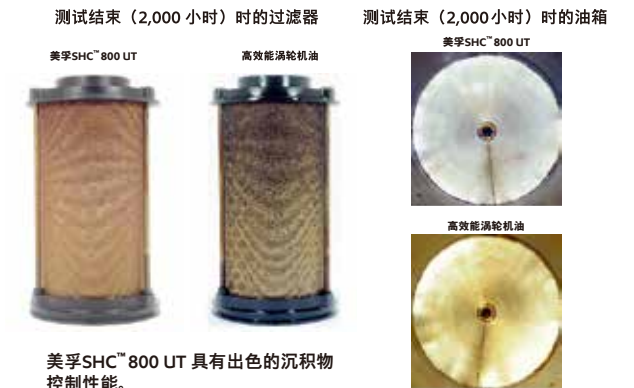 测试结束（2,000 小时）时的过滤器
美孚SHC™ 800 UT
高效能涡轮机油
测试结束（2,000 小时）时的油箱
美孚SHC™ 800 UT
高效能涡轮机油
美孚SHC™ 800 UT 具有出色的沉积物
控制性能。